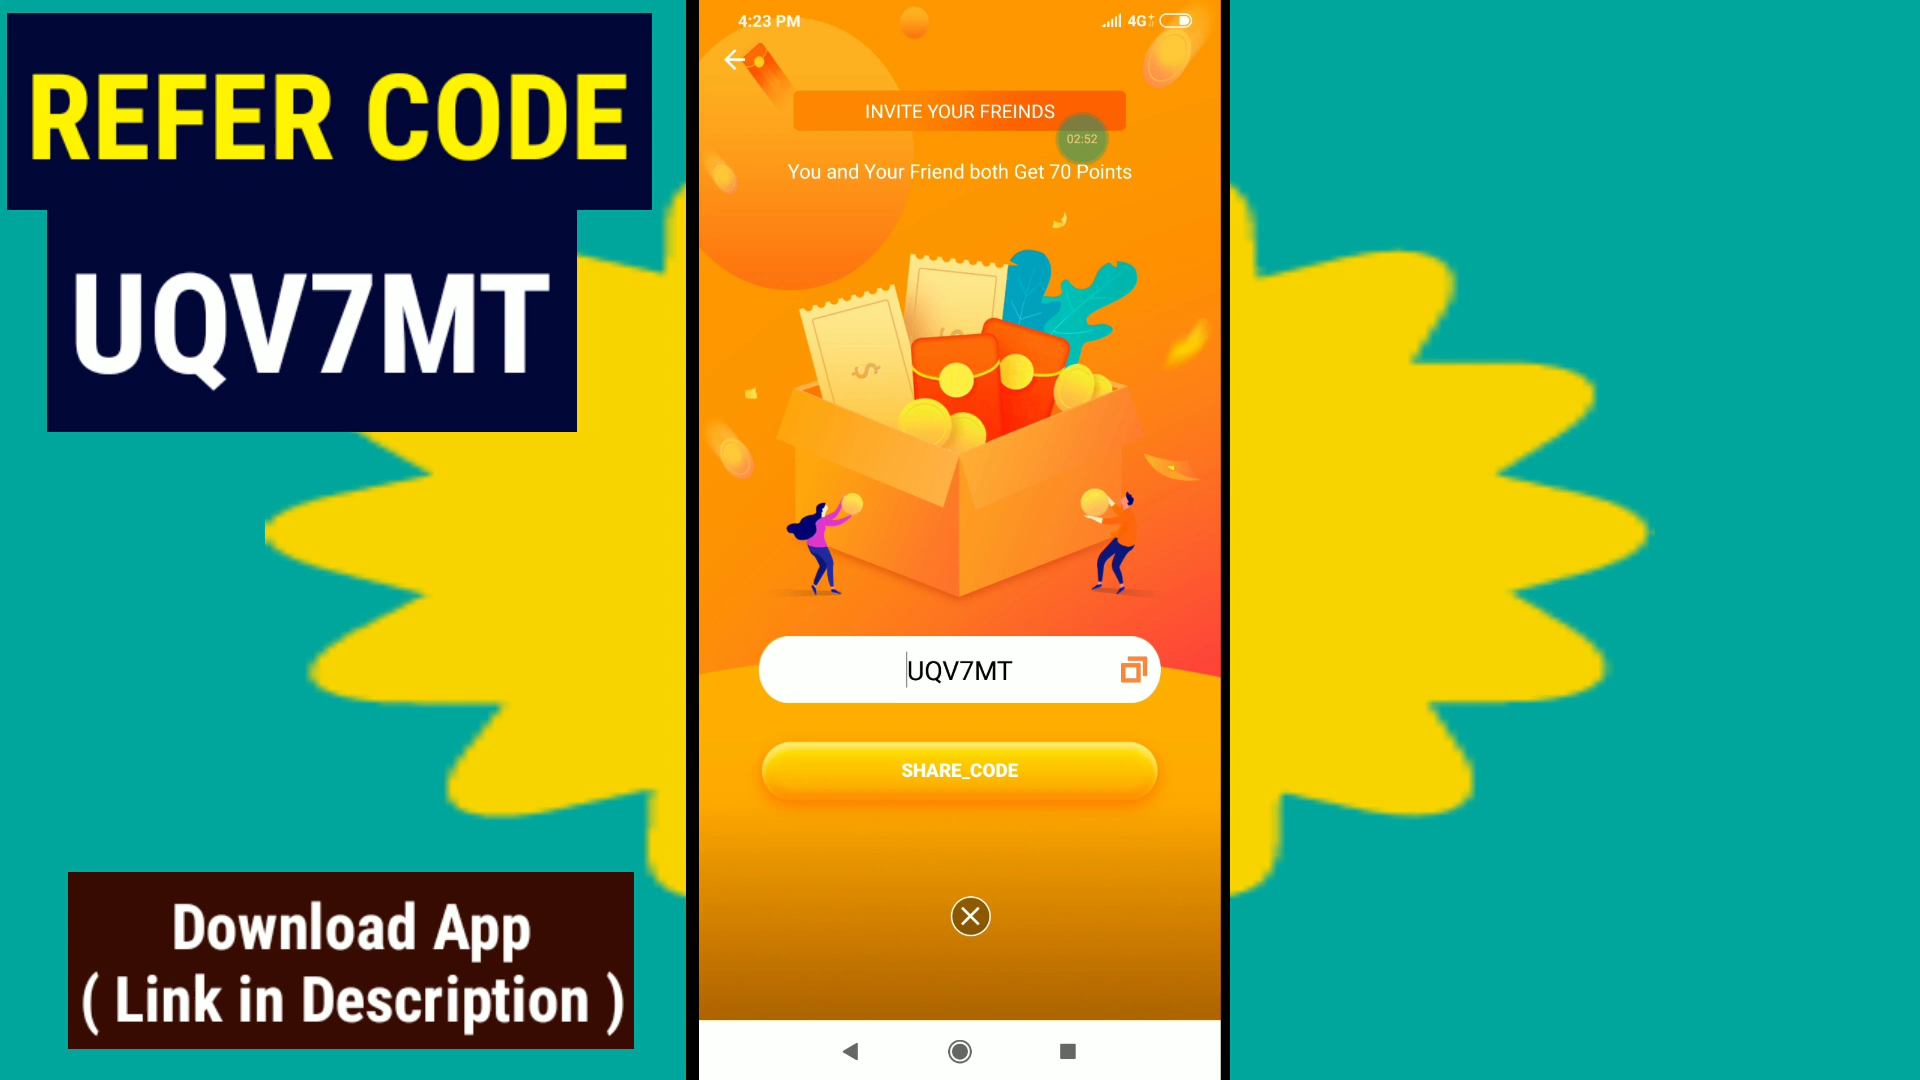 REFER CODE
UQV7MT
Download App
( Link in Description )
4:23 PM
4G+
INVITE YOUR FREINDS
02:52
You and Your Friend both Get 70 Points
$
$
UQV7MT
SHARE_CODE